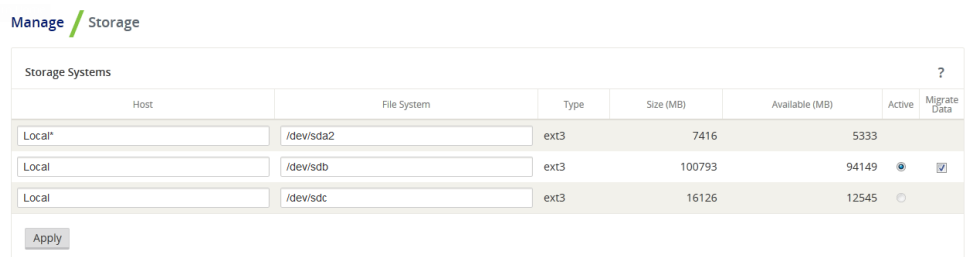 Manage / Storage
Storage Systems ?
Host File System Type Size (MB) Available (MB) Active Migrate Data
Local* /dev/sda2 ext3 7416 5333
Local /dev/sdb ext3 100793 94149
Local /dev/sdc ext3 16126 12545
Apply